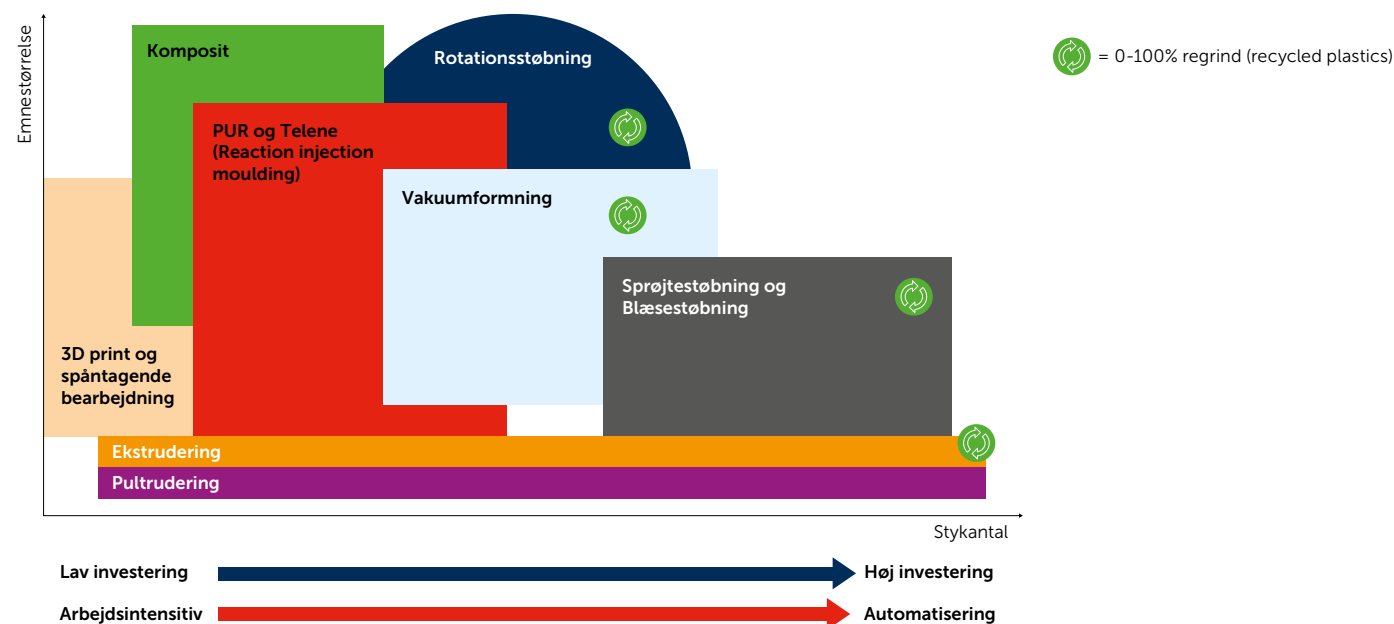 Emnestørrelse
Komposit
Rotationsstøbning
= 0-100% regrind (recycled plastics)
PUR og Telene
(Reaction injection
moulding)
Vakuumformning
Sprøjtestøbning og
Blæsestøbning
3D print og
spåntagende
bearbejdning
Ekstrudering
Pultrudering
Stykantal
Lav investering
Høj investering
Arbejdsintensitiv
Automatisering